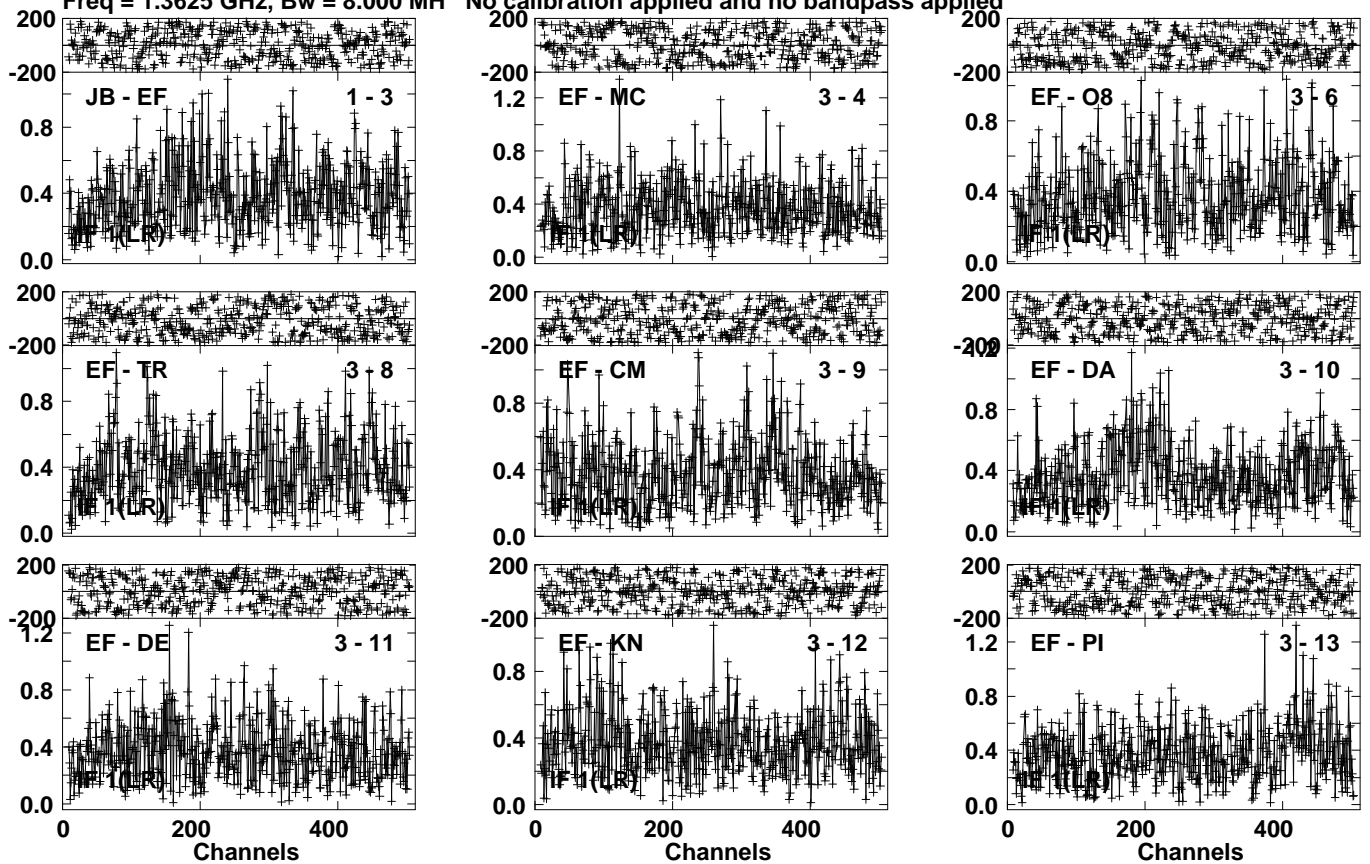 Freq = 1.3625 GHz, Bw = 8.000 MH No calibration applied and no bandpass applied
200 200 200
-200 -200 -200
JB - EF 1 - 3 EF - MC 3 - 4 EF - O8 3 - 6
1.2
0.8 0.8 0.8
0.4 0.4 0.4
IF 1(LR) IF 1(LR) IF 1(LR)
0.0 0.0 0.0
200 200 200
-200 -200 -200
1.2
EF - TR 3 - 8 EF - CM 3 - 9 EF - DA 3 - 10
0.8 0.8 0.8
0.4 0.4 0.4
IF 1(LR) IF 1(LR) IF 1(LR)
0.0 0.0 0.0
200 200 200
-200 -200 -200
1.2 1.2
EF - DE 3 - 11 EF - KN 3 - 12 EF - PI 3 - 13
0.8 0.8 0.8
0.4 0.4 0.4
IF 1(LR) IF 1(LR) IF 1(LR)
0.0 0.0 0.0
0 200 400 0 200 400 0 200 400
Channels Channels Channels